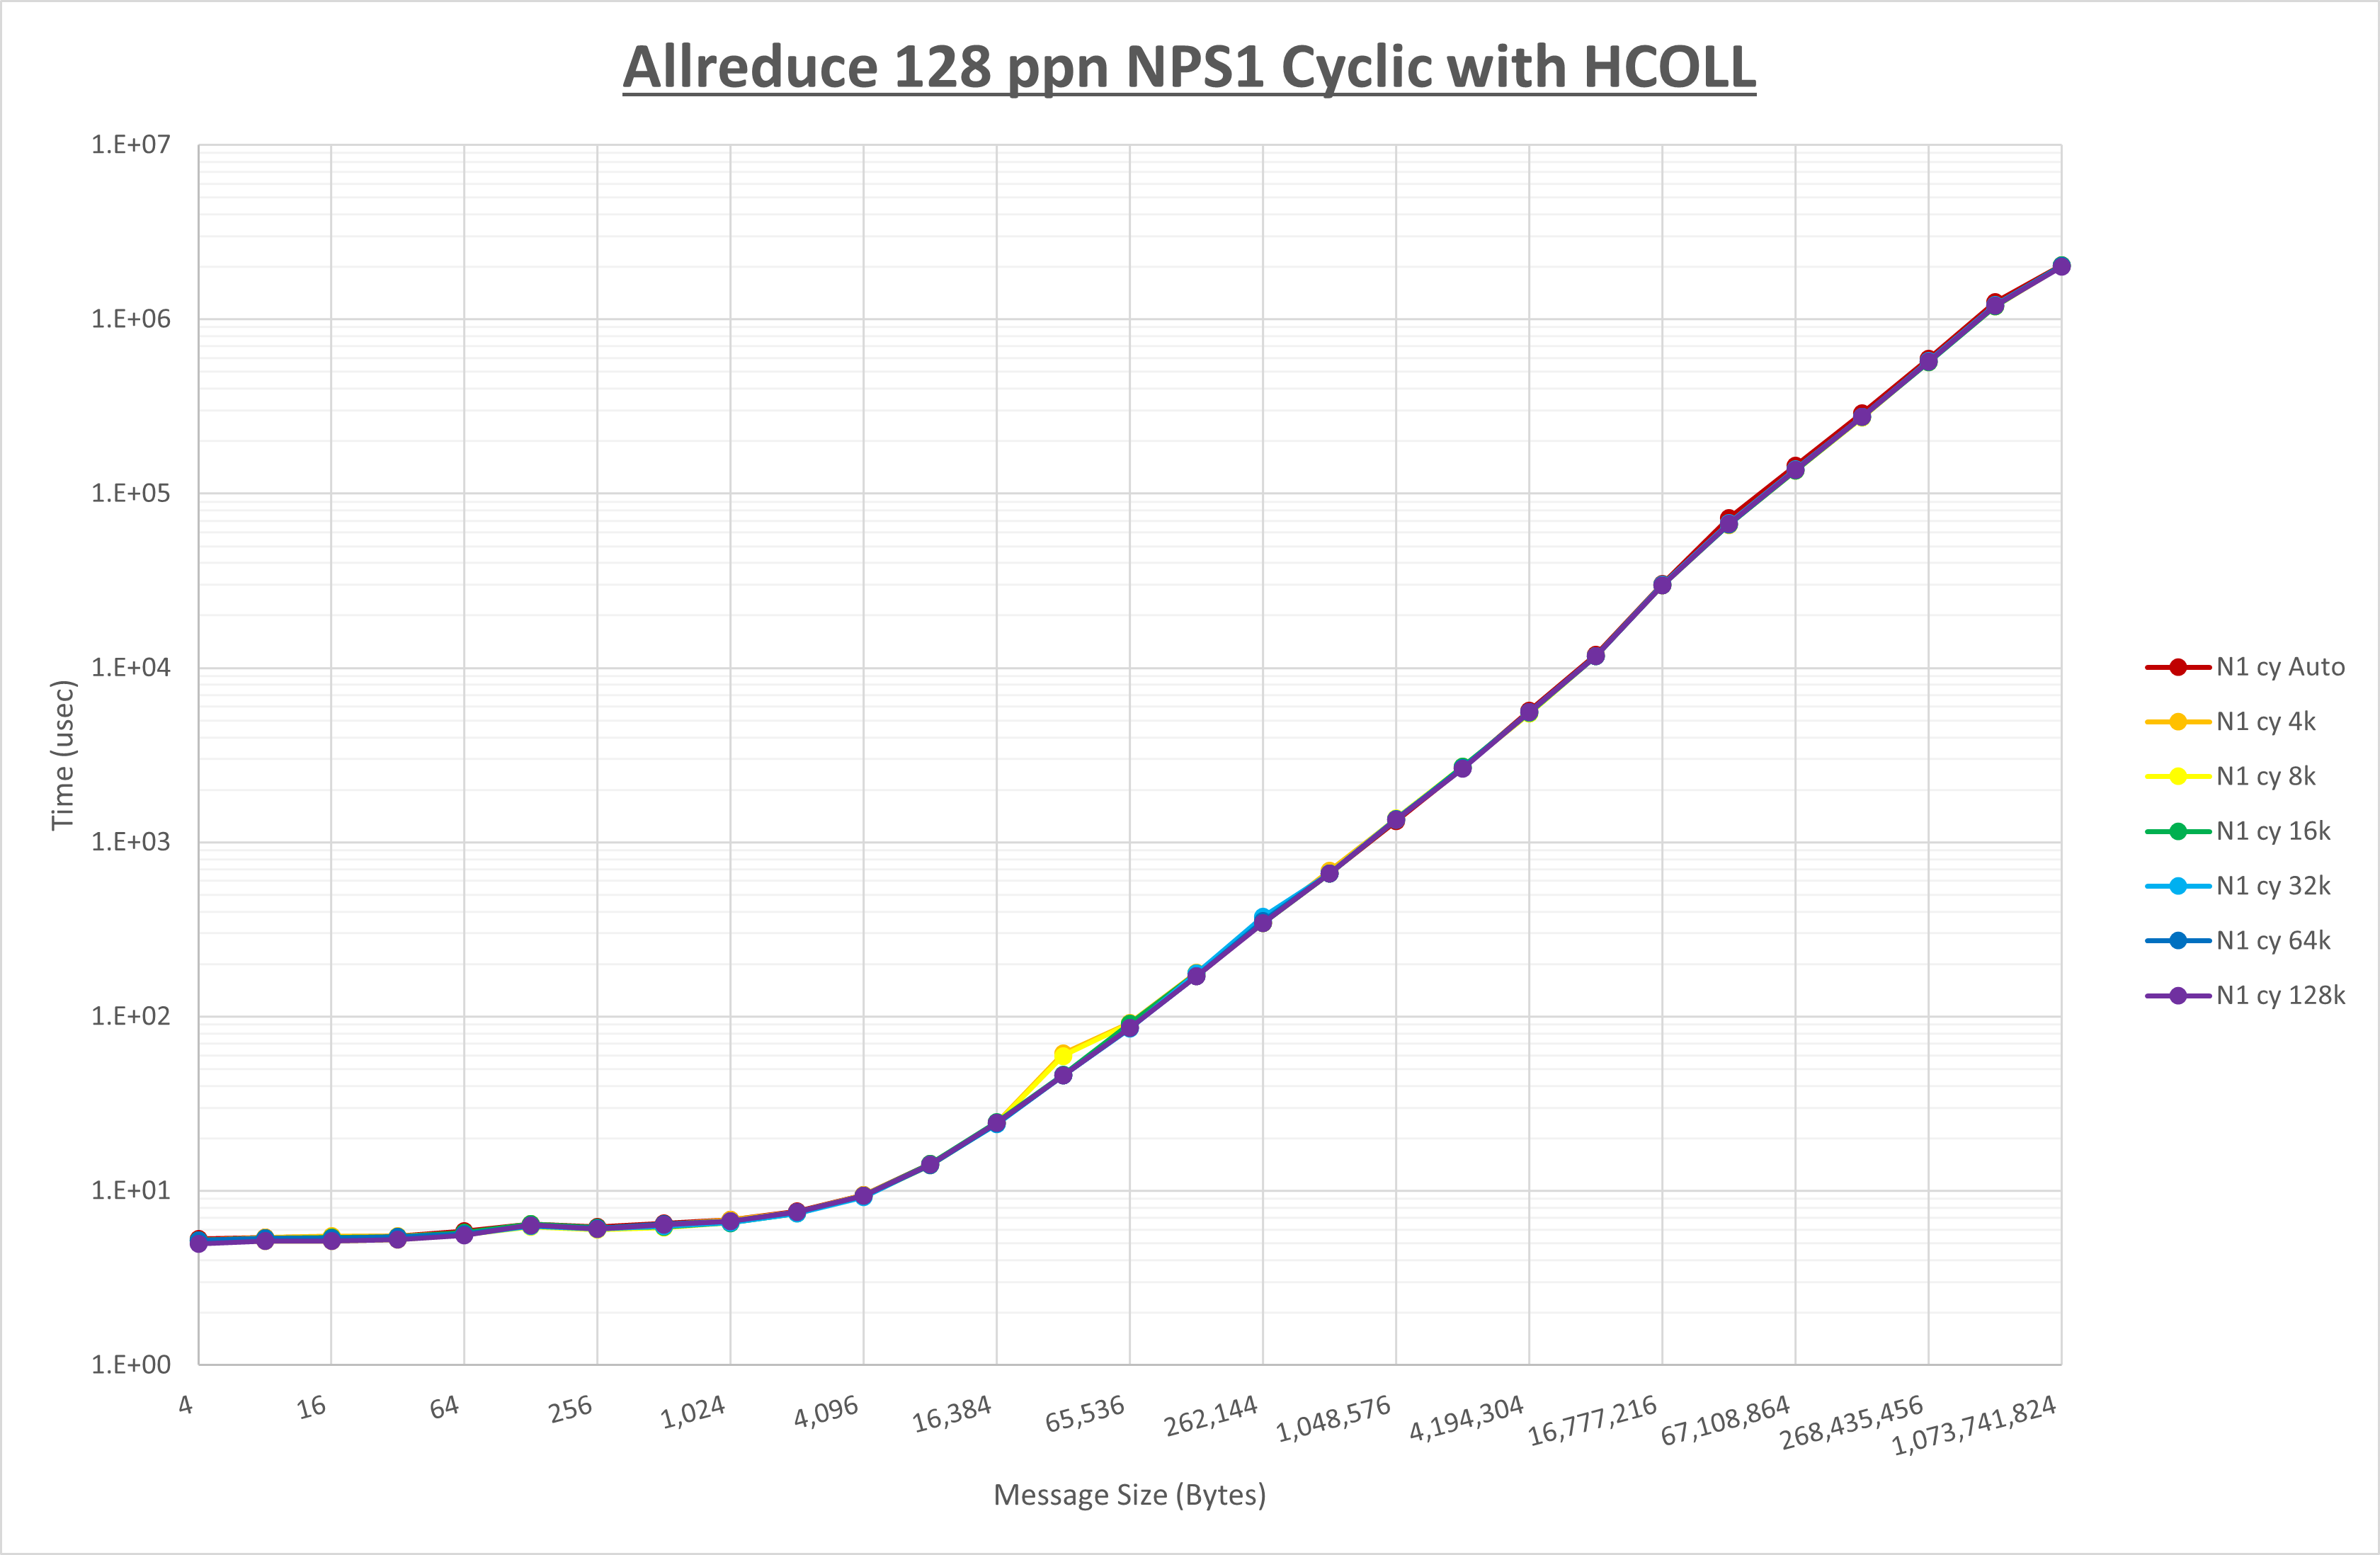 Allreduce 128 ppn NPS1 Cyclic with HCOLL
1.E+07
1.E+06
1.E+05
1.E+04
1.E+03
1.E+02
1.E+01
1.E+00
Time (usec)
4
16
64
256
1,024
4,096
16,384
65,536
262,144
1,048,576
4,194,304
16,777,216
67,108,864
268,435,456
1,073,741,824
Message Size (Bytes)
N1 cy Auto
N1 cy 4k
N1 cy 8k
N1 cy 16k
N1 cy 32k
N1 cy 64k
N1 cy 128k